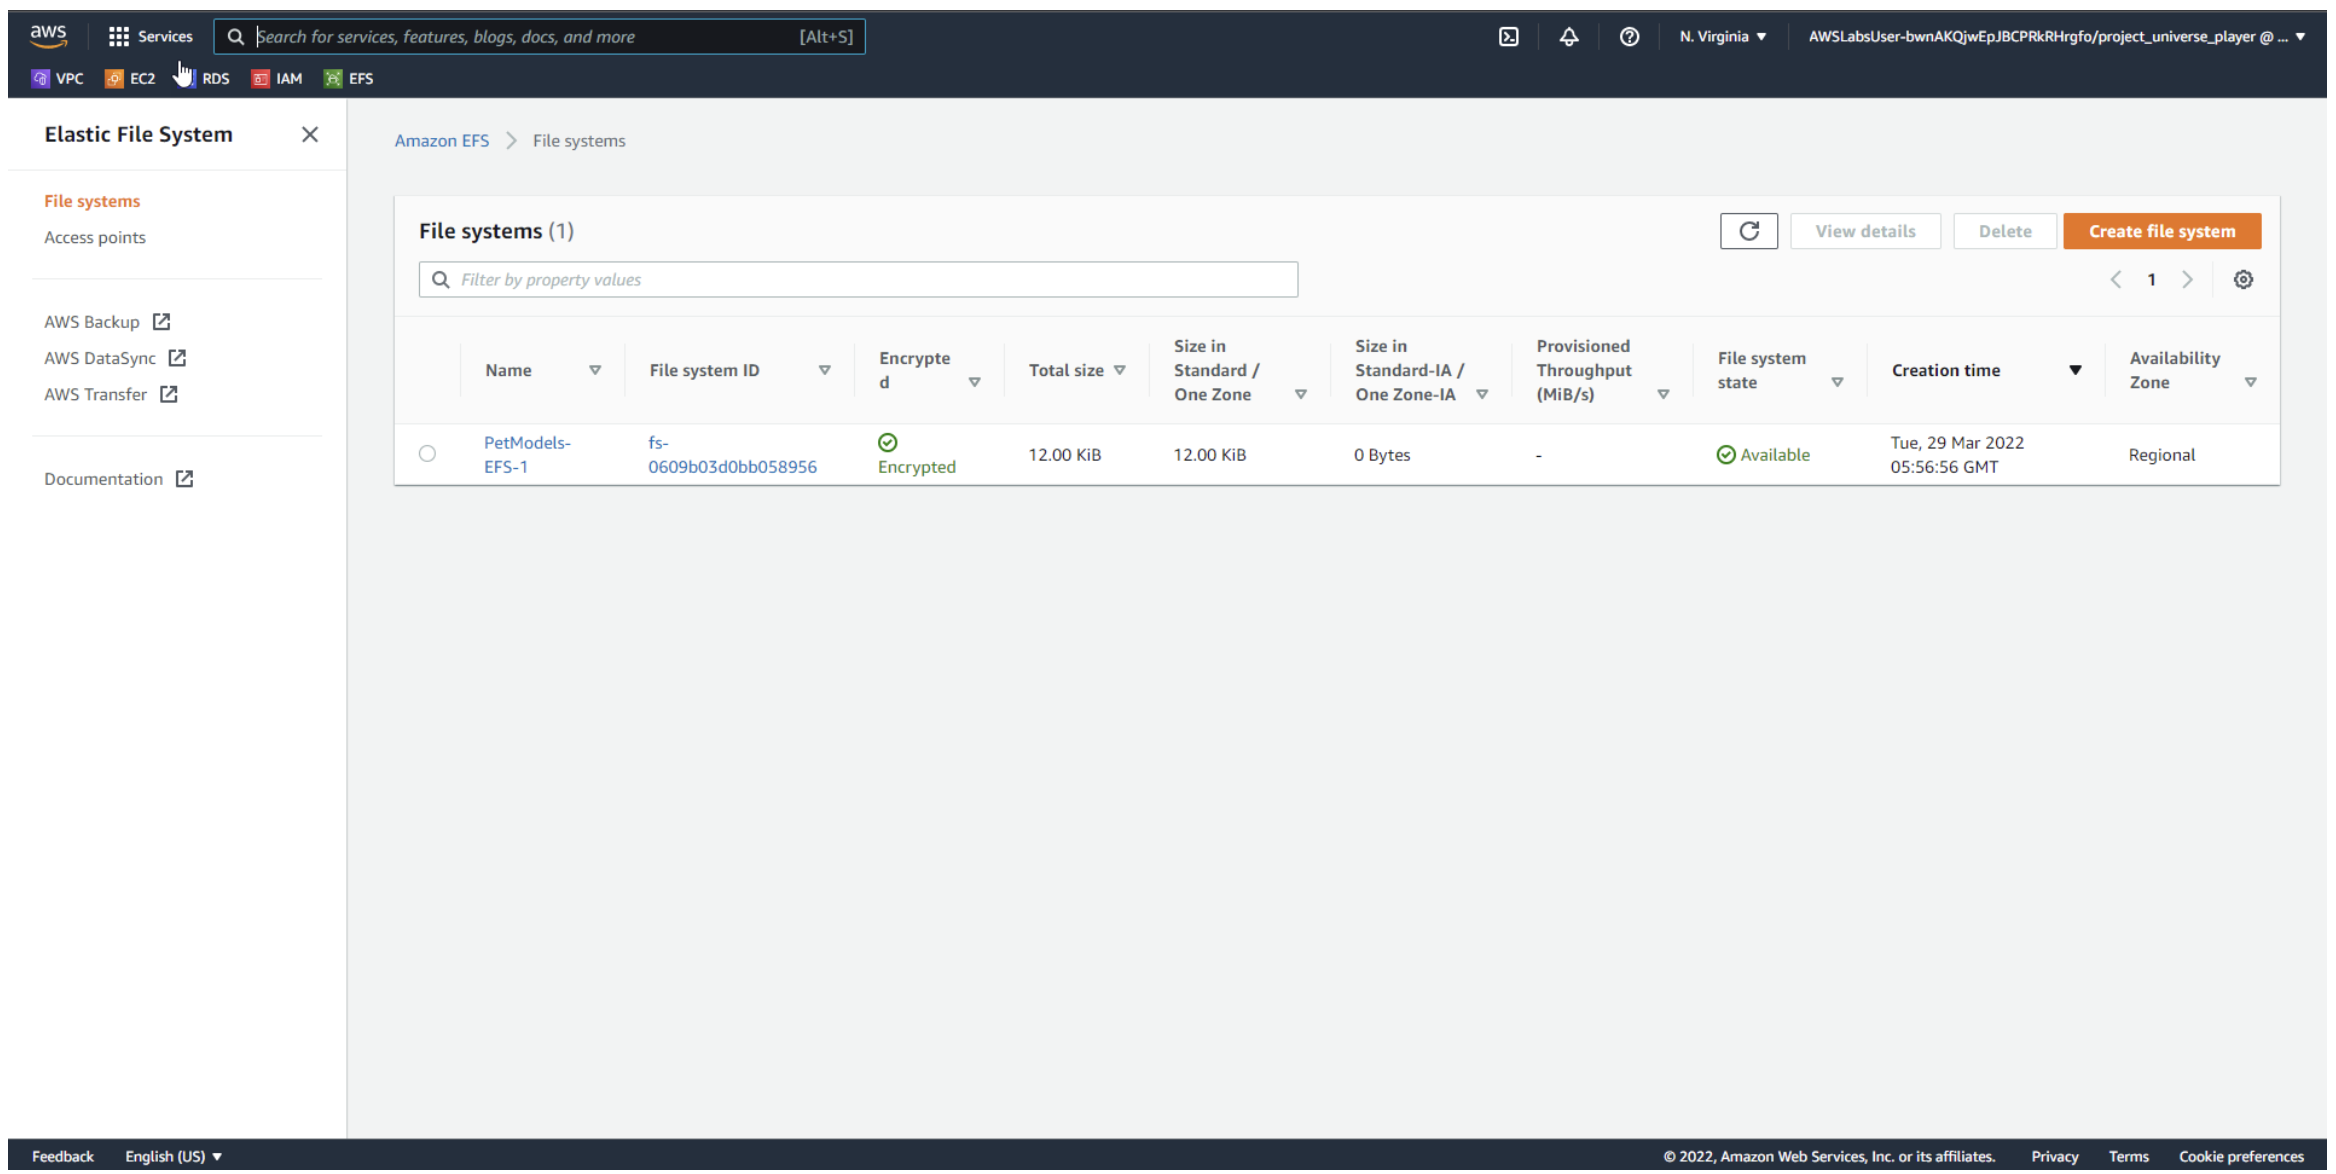 aws Services Search for services, features, blogs, docs, and more [Alt+S] N. Virginia ▼ AWSLabsUser-bwnAKQjwEpJBCPRkRHrgfo/project_universe_player @ ... ▼
VPC EC2 RDS IAM EFS
Elastic File System
File systems
Access points
AWS Backup
AWS DataSync
AWS Transfer
Documentation
Amazon EFS > File systems
File systems (1)
View details Delete Create file system
Filter by property values
< 1 >
Name
File system ID
Encrypte
d
Total size
Size in
Standard /
One Zone
Size in
Standard-IA /
One Zone-IA
Provisioned
Throughput
(MiB/s)
File system
state
Creation time
Availability
Zone
PetModels-
EFS-1
fs-
0609b03d0bb058956
Encrypted
12.00 KiB
12.00 KiB
0 Bytes
-
Available
Tue, 29 Mar 2022
05:56:56 GMT
Regional
Feedback English (US) ▼ © 2022, Amazon Web Services, Inc. or its affiliates. Privacy Terms Cookie preferences